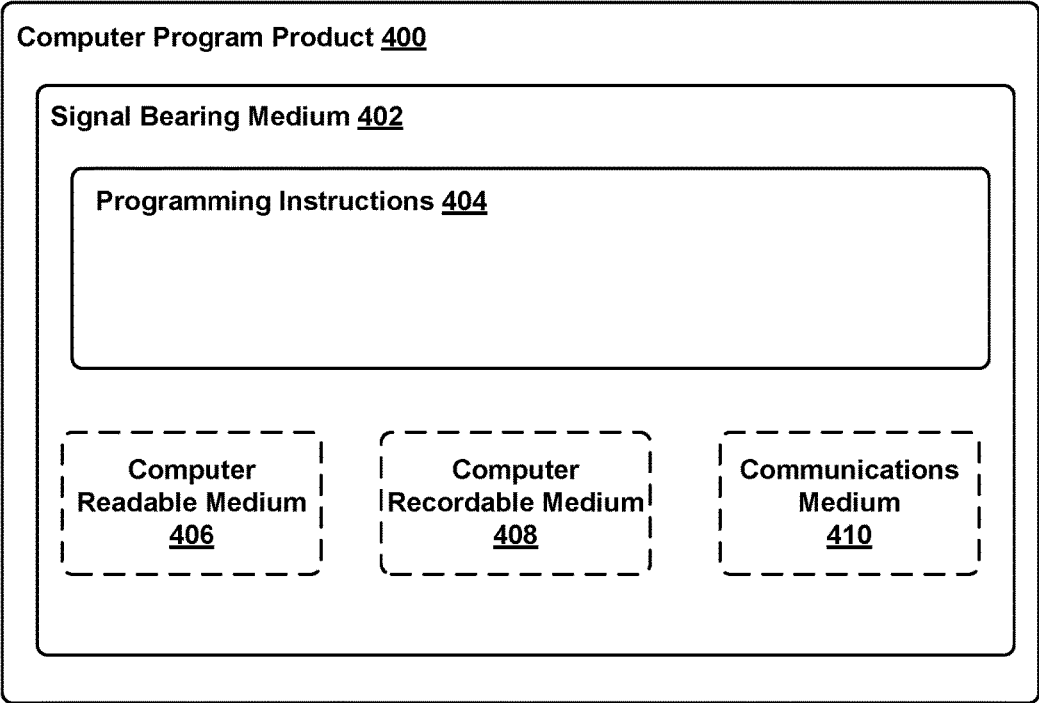 Computer Program Product 400
Signal Bearing Medium 402
Programming Instructions 404
Computer
Readable Medium
406
Computer
Recordable Medium
408
Communications
Medium
410